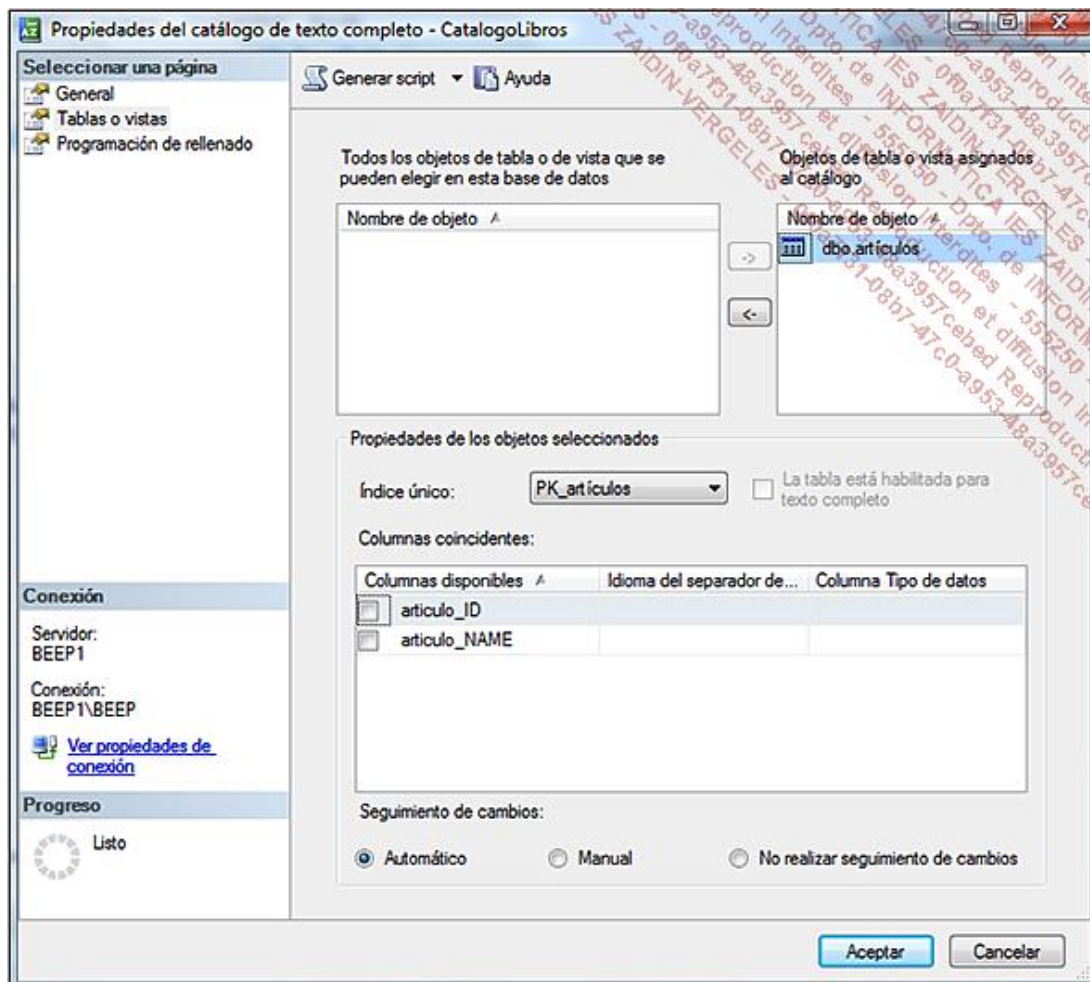 Propiedades del catálogo de texto completo - CatalogoLibros
Seleccionar una página
General
Tablas o vistas
Programación de rellenado
Generar script
Ayuda
Todos los objetos de tabla o de vista que se
pueden elegir en esta base de datos
Nombre de objeto
->
<-
Objetos de tabla o vista asignados
al catálogo
Nombre de objeto
dbo.artículos
Propiedades de los objetos seleccionados
Índice único:
PK_artículos
La tabla está habilitada para
texto completo
Columnas coincidentes:
Columnas disponibles
Idioma del separador de...
Columna Tipo de datos
articulo_ID
articulo_NAME
Seguimiento de cambios:
Automático
Manual
No realizar seguimiento de cambios
Conexión
Servidor:
BEEP1
Conexión:
BEEP1\BEEP
Ver propiedades de
conexión
Progreso
Listo
Aceptar
Cancelar